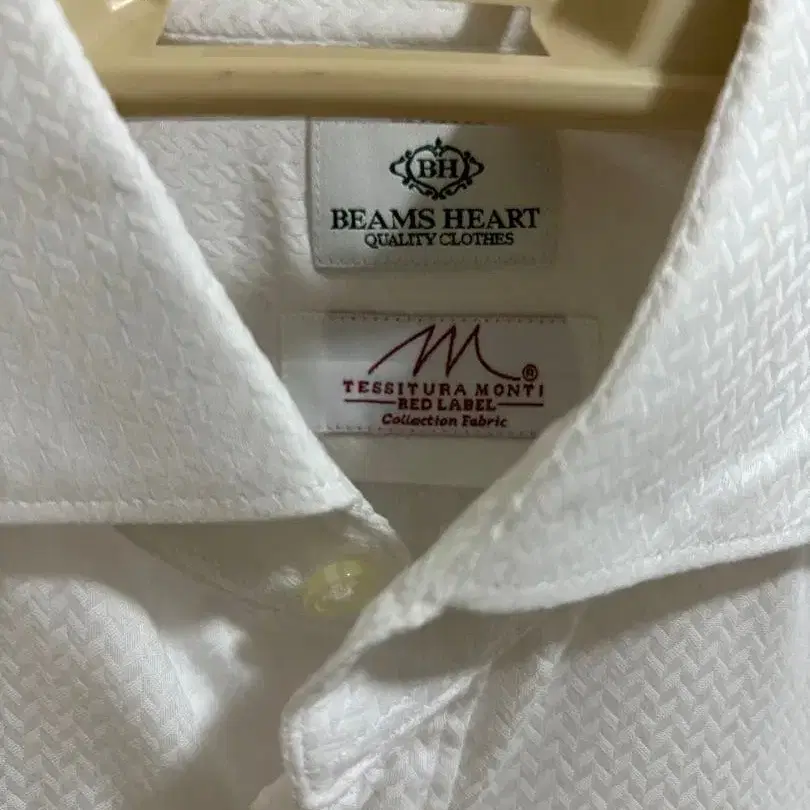 BH
BEAMS HEART
QUALITY CLOTHES
M
®
TESSITURA MONTI
RED LABEL
Collection Fabric